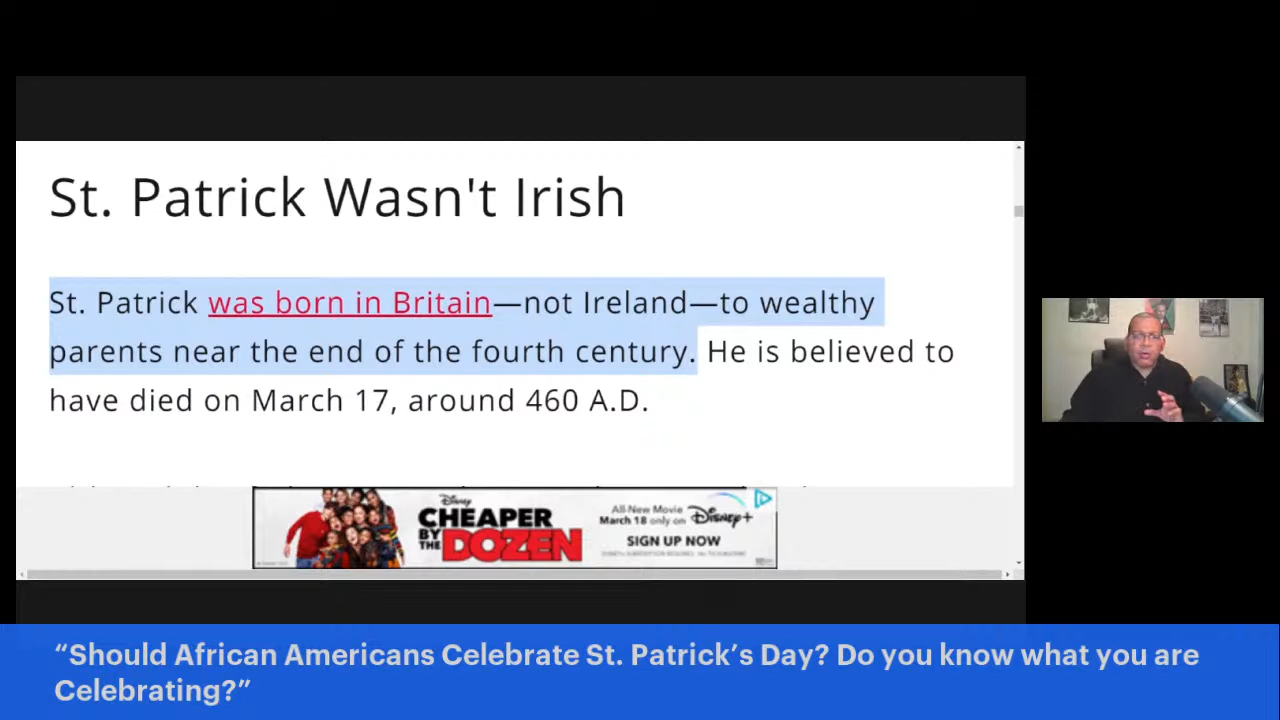 St. Patrick Wasn't Irish
St. Patrick was born in Britain—not Ireland—to wealthy
parents near the end of the fourth century. He is believed to
have died on March 17, around 460 A.D.
Disney
CHEAPER
BY THE DOZEN
All-New Movie
March 18 only on Disney+
SIGN UP NOW
“Should African Americans Celebrate St. Patrick’s Day? Do you know what you are
Celebrating?”